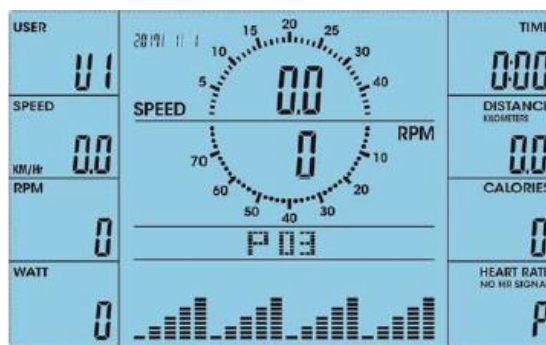 USER
U1
SPEED
KM/Hr 0.0
RPM
0
WATT
0
5 10 15 20 25 30 40
SPEED 0.0
RPM
0
70 60 50 40 30 20 10
P03
TIME
0:00
DISTANCE
KILOMETERS
0.0
CALORIES
0
HEART RATE
NO HR SIGNAL
P